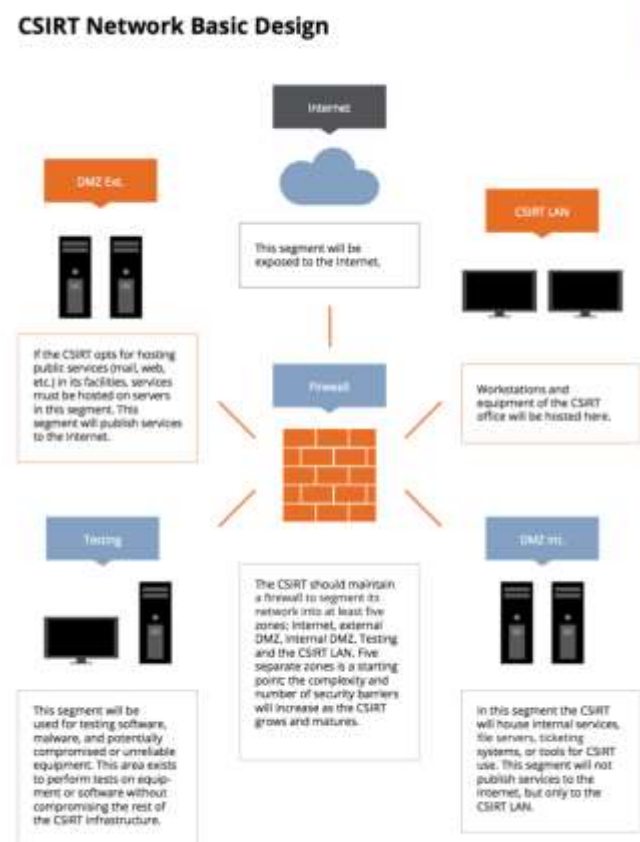 CSIRT Network Basic Design
Internet
This segment will be
exposed to the Internet.
DMZ Ext.
If the CSIRT opts for hosting
public services (mail, web,
etc.) in its facilities, services
must be hosted on servers
in this segment. This
segment will publish services
to the Internet.
CSIRT LAN
Workstations and
equipment of the CSIRT
office will be hosted here.
Firewall
The CSIRT should maintain
a firewall to segment its
network into at least five
zones; Internet, external
DMZ, Internal DMZ, Testing
and the CSIRT LAN. Five
separate zones is a starting
point; the complexity and
number of security barriers
will increase as the CSIRT
grows and matures.
Testing
This segment will be
used for testing software,
malware, and potentially
compromised or unreliable
equipment. This area exists
to perform tests on equip-
ment or software without
compromising the rest of
the CSIRT infrastructure.
DMZ Int.
In this segment the CSIRT
will house internal services,
file servers, ticketing
systems, or tools for CSIRT
use. This segment will not
publish services to the
internet, but only to the
CSIRT LAN.